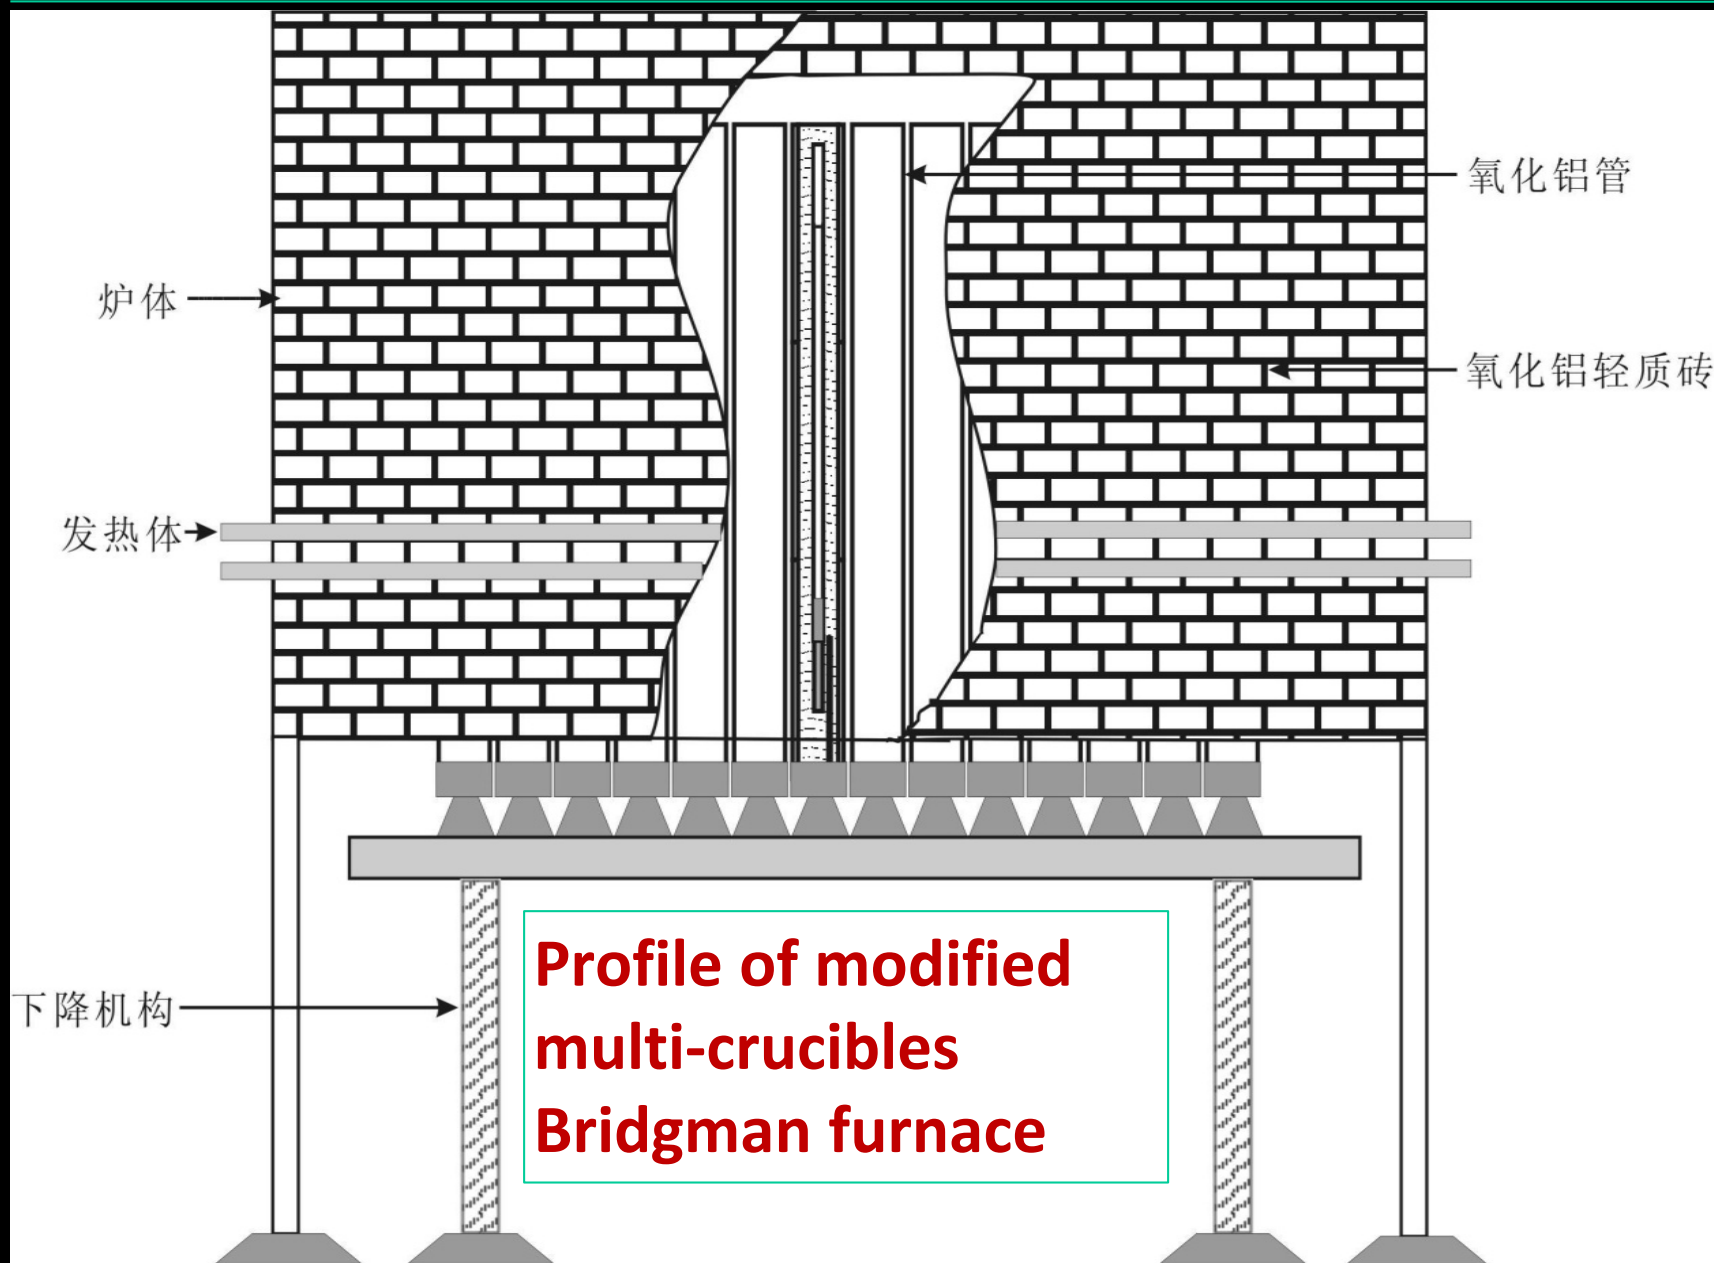 氧化铝管
炉体
氧化铝轻质砖
发热体
下降机构
Profile of modified
multi-crucibles
Bridgman furnace